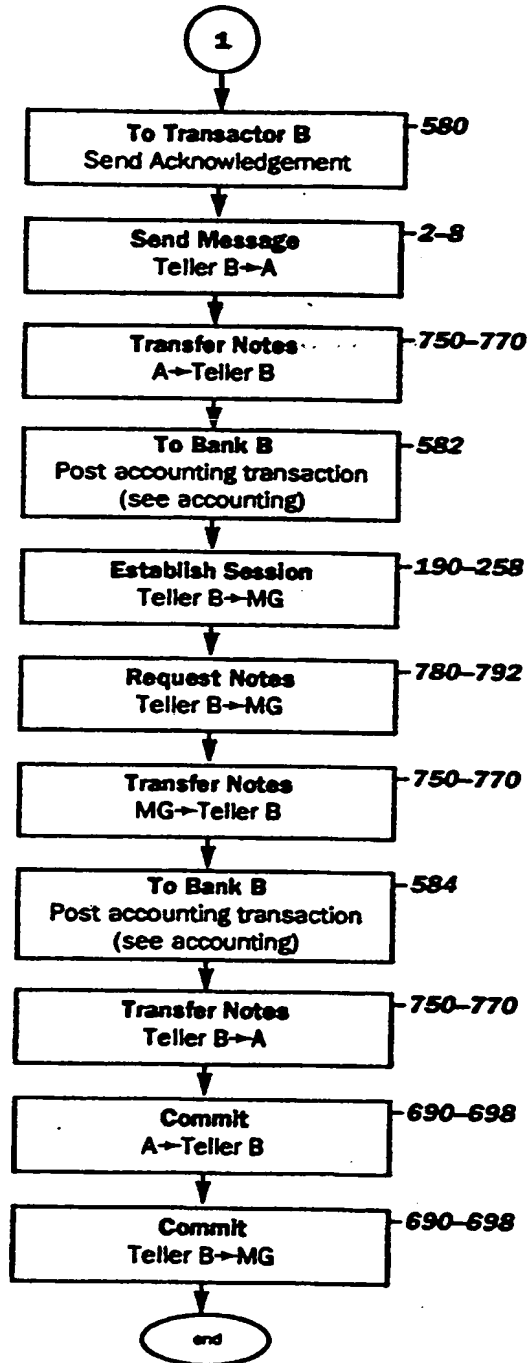 1
To Transactor B
Send Acknowledgement
580
Send Message
Teller B→A
2–8
Transfer Notes
A→Teller B
750–770
To Bank B
Post accounting transaction
(see accounting)
582
Establish Session
Teller B→MG
190–258
Request Notes
Teller B→MG
780–792
Transfer Notes
MG→Teller B
750–770
To Bank B
Post accounting transaction
(see accounting)
584
Transfer Notes
Teller B→A
750–770
Commit
A→Teller B
690–698
Commit
Teller B→MG
690–698
end